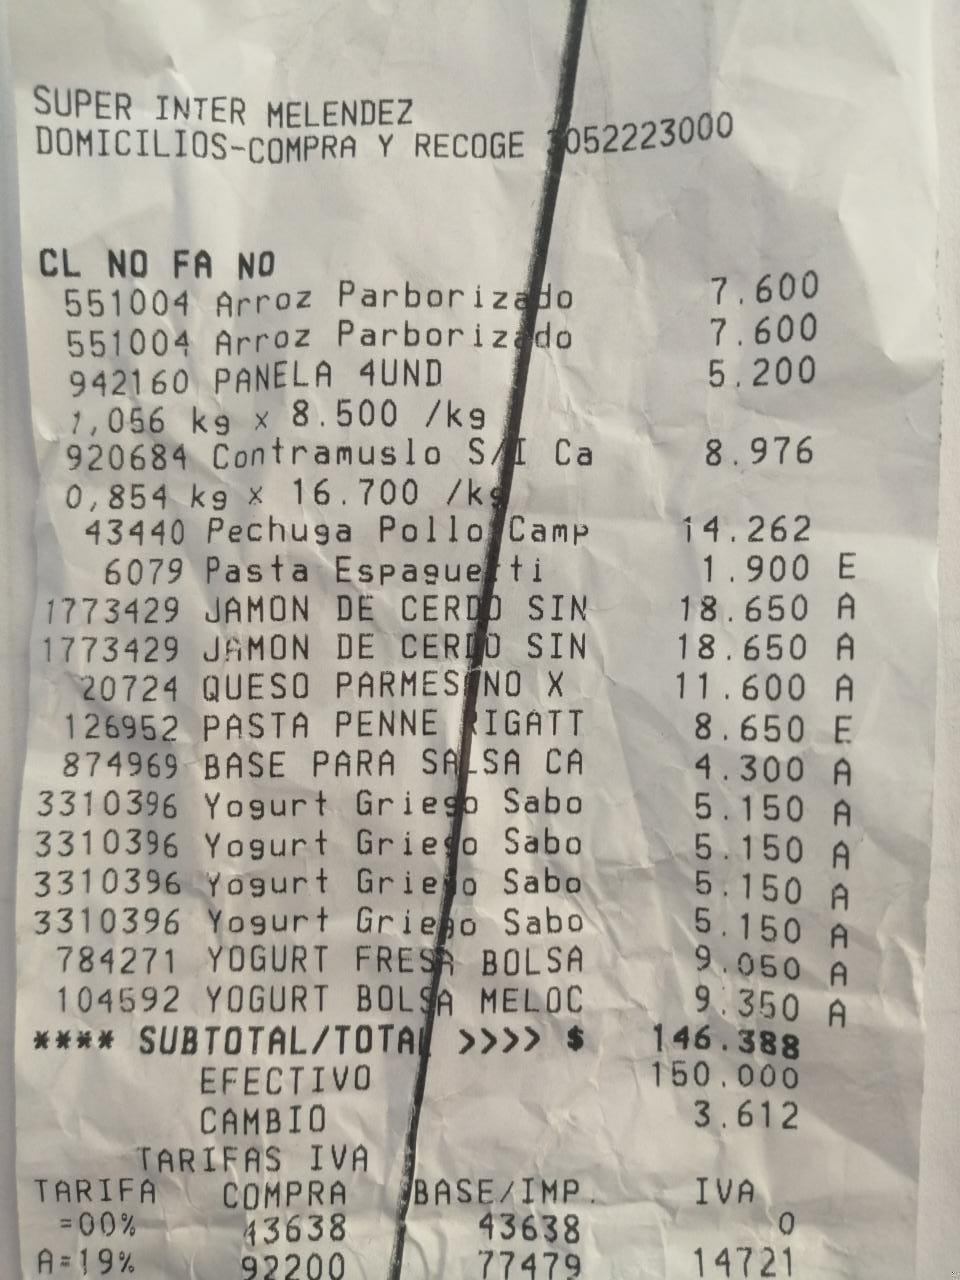 SUPER INTER MELENDEZ
DOMICILIOS-COMPRA Y RECOGE 3052223000
CL NO FA NO
551004 Arroz Parborizado 7.600
551004 Arroz Parborizado 7.600
942160 PANELA 4UND 5.200
1,056 kg x 8.500 /kg
920684 Contramuslo S/I Ca 8.976
0,854 kg x 16.700 /kg
43440 Pechuga Pollo Camp 14.262
6079 Pasta Espaguetti 1.900 E
1773429 JAMON DE CERDO SIN 18.650 A
1773429 JAMON DE CERDO SIN 18.650 A
20724 QUESO PARMESANO X 11.600 A
126952 PASTA PENNE RIGATT 8.650 E
874969 BASE PARA SALSA CA 4.300 A
3310396 Yogurt Griego Sabo 5.150 A
3310396 Yogurt Griego Sabo 5.150 A
3310396 Yogurt Griego Sabo 5.150 A
3310396 Yogurt Griego Sabo 5.150 A
784271 YOGURT FRESA BOLSA 9.050 A
104592 YOGURT BOLSA MELOC 9.350 A
**** SUBTOTAL/TOTAL >>>> $ 146.388
EFECTIVO 150.000
CAMBIO 3.612
TARIFAS IVA
TARIFA COMPRA BASE/IMP. IVA
=00% 43638 43638 0
A=19% 92200 77479 14721